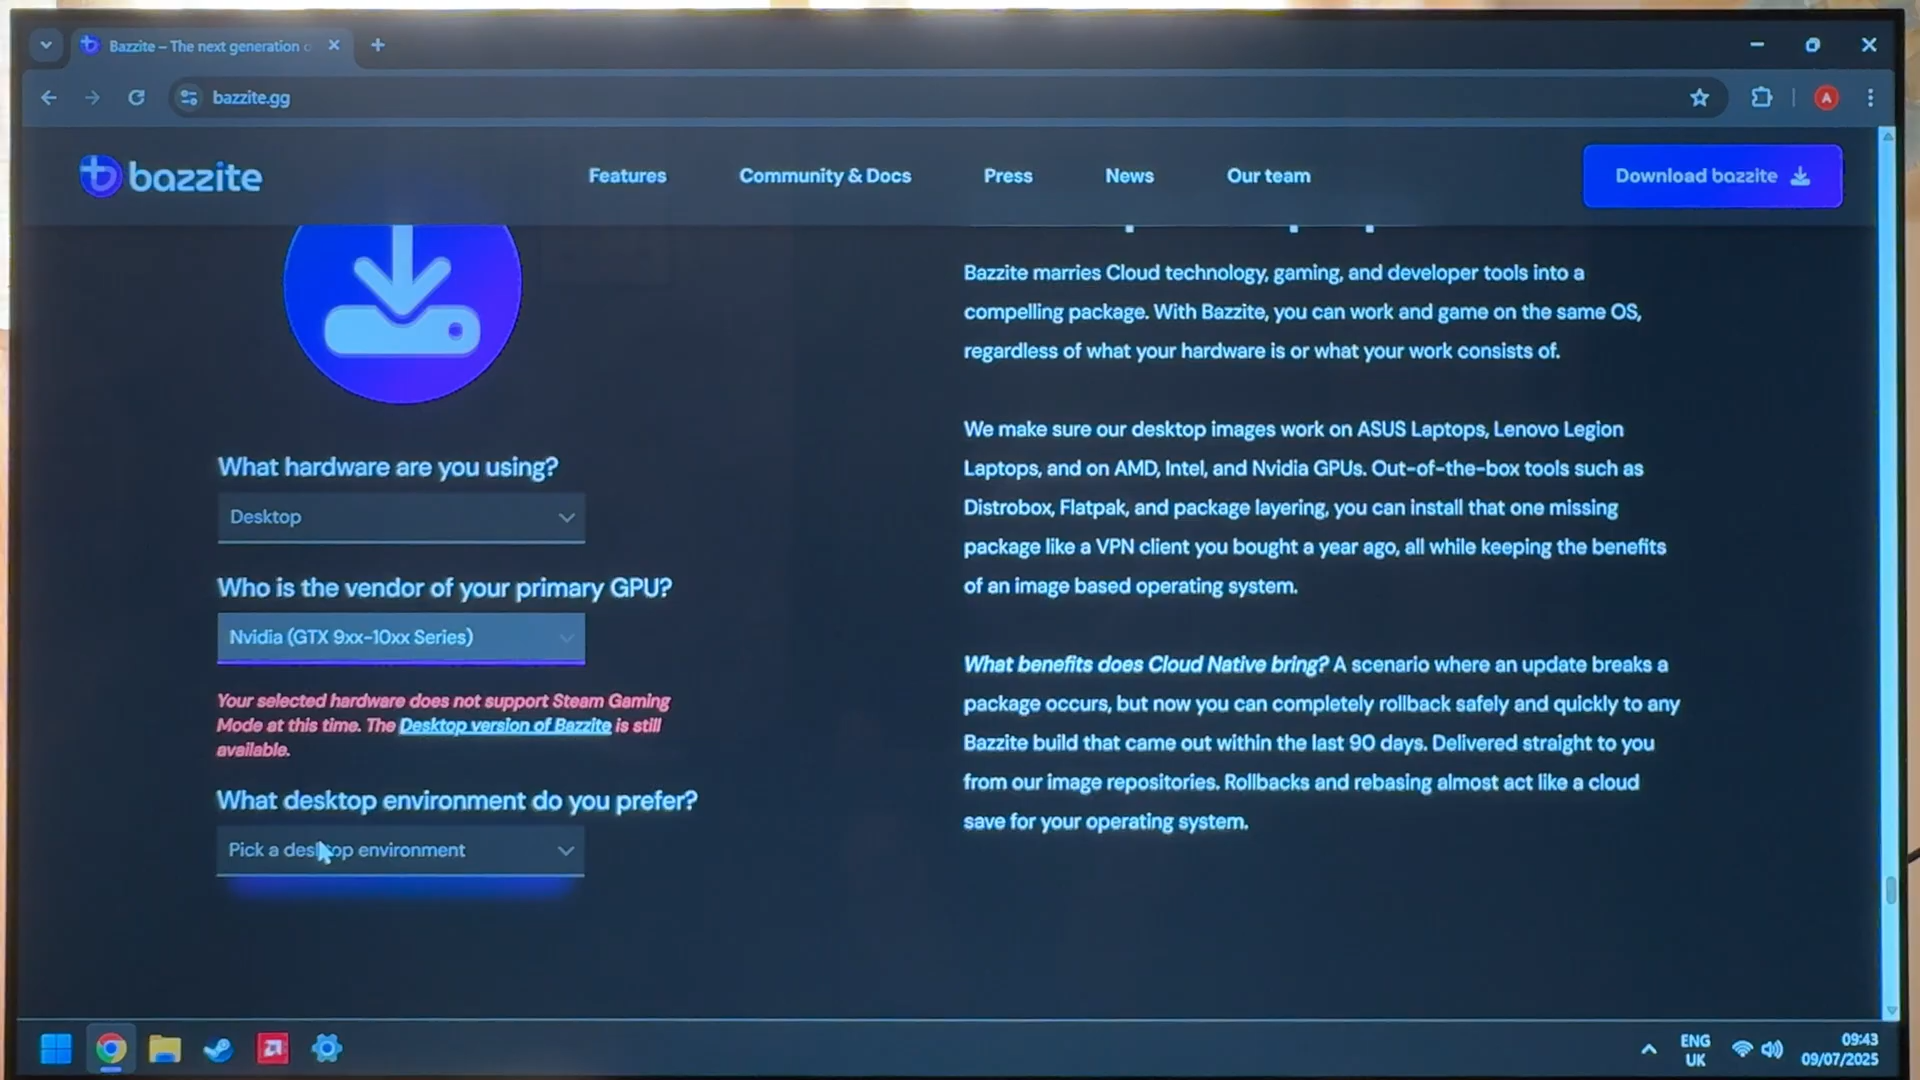 Bazzite – The next generation o
bazzite.gg
A
bazzite
Features
Community & Docs
Press
News
Our team
Download bazzite
What hardware are you using?
Desktop
Who is the vendor of your primary GPU?
Nvidia (GTX 9xx-10xx Series)
Your selected hardware does not support Steam Gaming
Mode at this time. The Desktop version of Bazzite is still
available.
What desktop environment do you prefer?
Pick a desktop environment
Bazzite marries Cloud technology, gaming, and developer tools into a
compelling package. With Bazzite, you can work and game on the same OS,
regardless of what your hardware is or what your work consists of.
We make sure our desktop images work on ASUS Laptops, Lenovo Legion
Laptops, and on AMD, Intel, and Nvidia GPUs. Out-of-the-box tools such as
Distrobox, Flatpak, and package layering, you can install that one missing
package like a VPN client you bought a year ago, all while keeping the benefits
of an image based operating system.
What benefits does Cloud Native bring? A scenario where an update breaks a
package occurs, but now you can completely rollback safely and quickly to any
Bazzite build that came out within the last 90 days. Delivered straight to you
from our image repositories. Rollbacks and rebasing almost act like a cloud
save for your operating system.
ENG
UK
09:43
09/07/2025